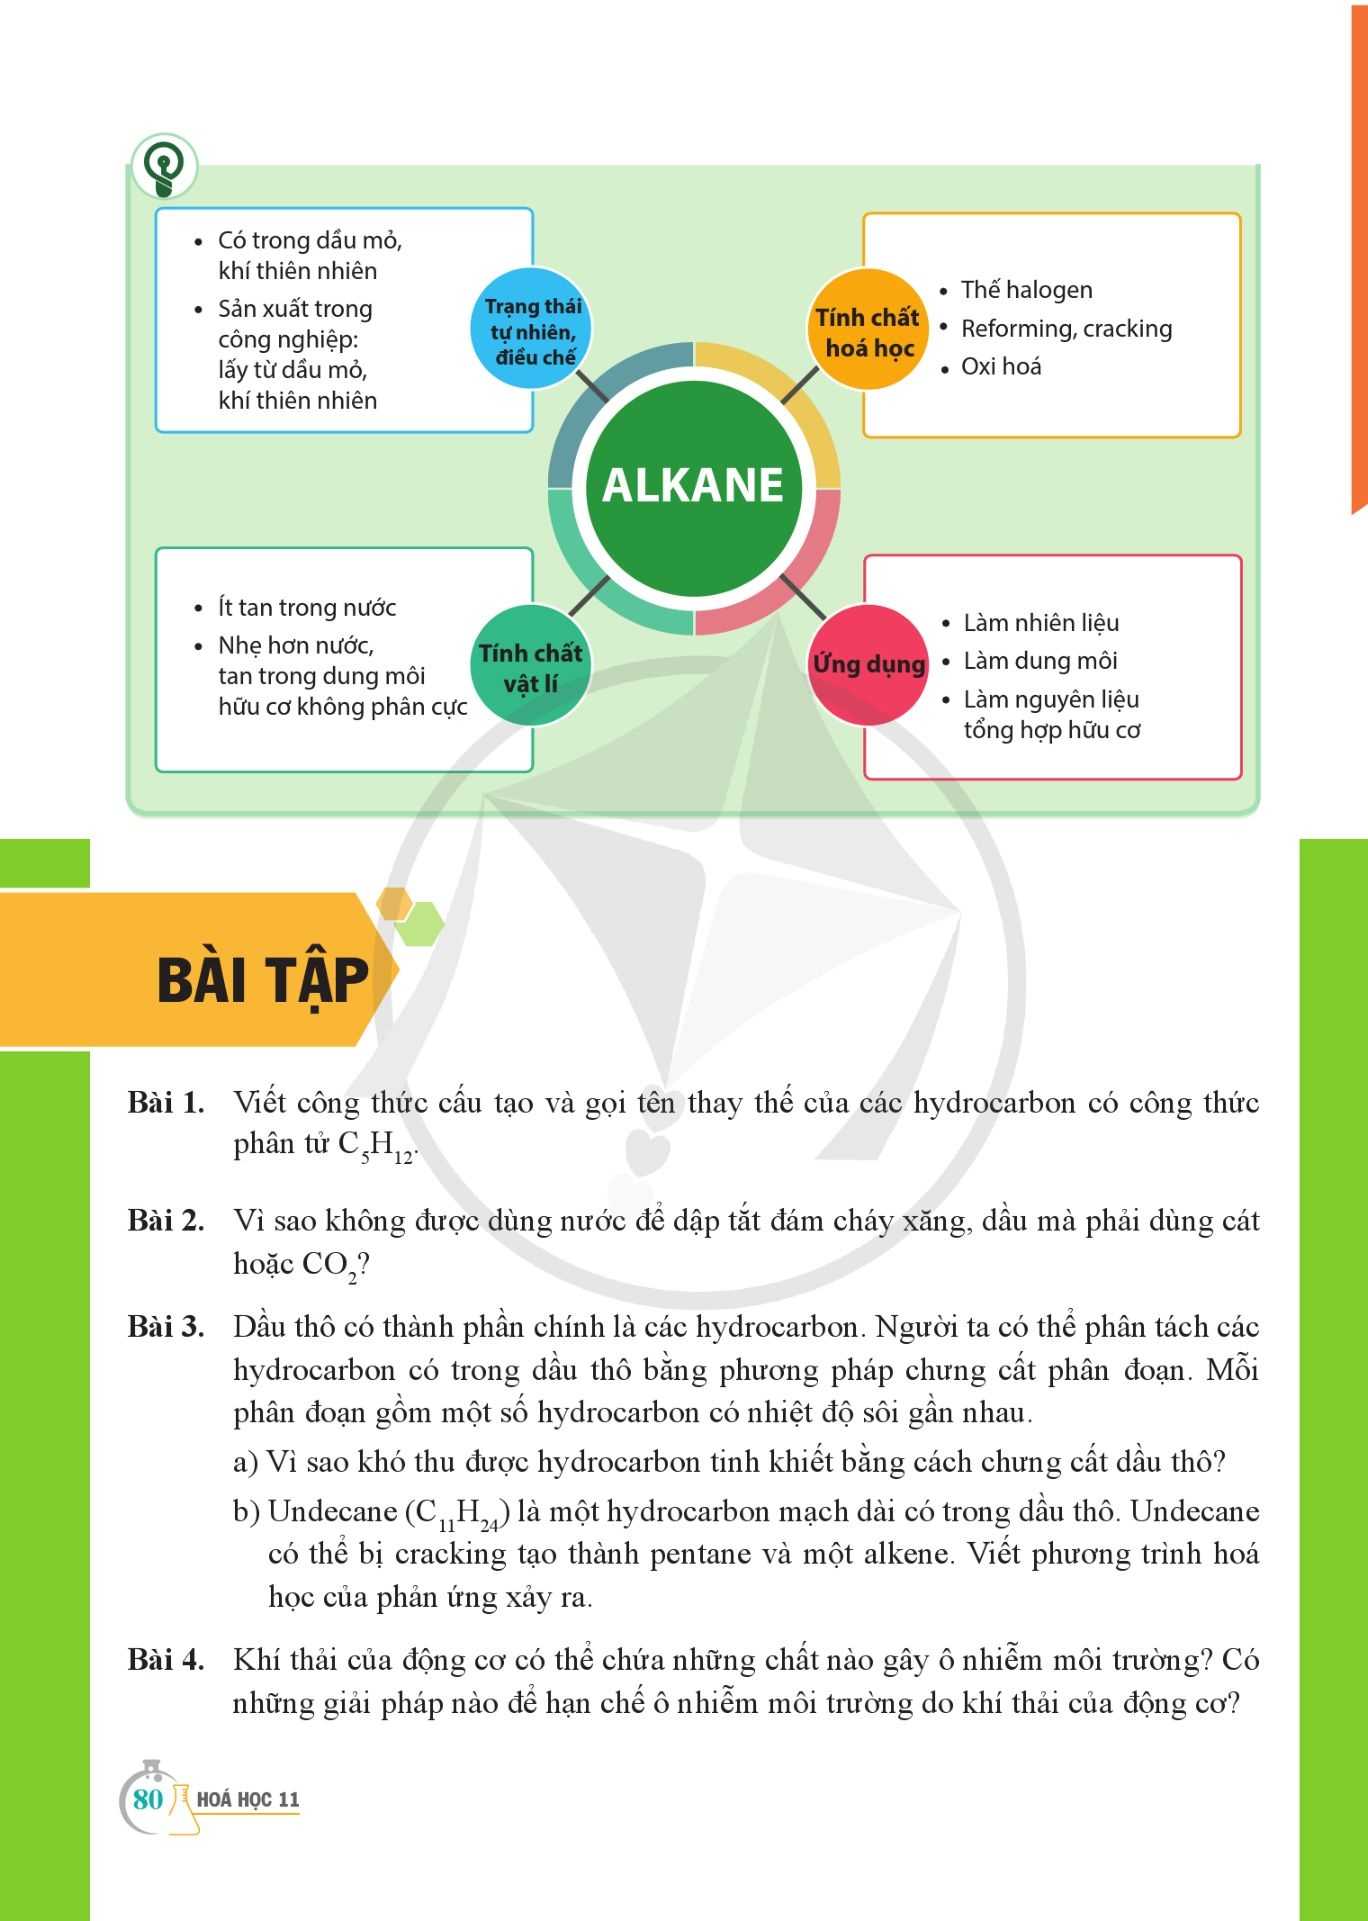 • Có trong dầu mỏ,
khí thiên nhiên
• Sản xuất trong
công nghiệp:
lấy từ dầu mỏ,
khí thiên nhiên
Trạng thái
tự nhiên,
điều chế
Tính chất
hoá học
• Thế halogen
• Reforming, cracking
• Oxi hoá
ALKANE
• Ít tan trong nước
• Nhẹ hơn nước,
tan trong dung môi
hữu cơ không phân cực
Tính chất
vật lí
Ứng dụng
• Làm nhiên liệu
• Làm dung môi
• Làm nguyên liệu
tổng hợp hữu cơ
BÀI TẬP
Bài 1. Viết công thức cấu tạo và gọi tên thay thế của các hydrocarbon có công thức
phân tử C₅H₁₂.
Bài 2. Vì sao không được dùng nước để dập tắt đám cháy xăng, dầu mà phải dùng cát
hoặc CO₂?
Bài 3. Dầu thô có thành phần chính là các hydrocarbon. Người ta có thể phân tách các
hydrocarbon có trong dầu thô bằng phương pháp chưng cất phân đoạn. Mỗi
phân đoạn gồm một số hydrocarbon có nhiệt độ sôi gần nhau.
a) Vì sao khó thu được hydrocarbon tinh khiết bằng cách chưng cất dầu thô?
b) Undecane (C₁₁H₂₄) là một hydrocarbon mạch dài có trong dầu thô. Undecane
có thể bị cracking tạo thành pentane và một alkene. Viết phương trình hoá
học của phản ứng xảy ra.
Bài 4. Khí thải của động cơ có thể chứa những chất nào gây ô nhiễm môi trường? Có
những giải pháp nào để hạn chế ô nhiễm môi trường do khí thải của động cơ?
80 HOÁ HỌC 11